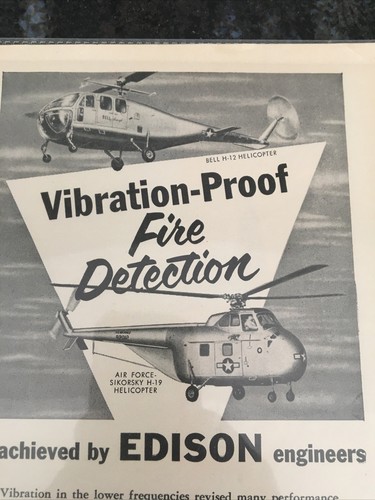 BELL H-12 HELICOPTER
Vibration-Proof
Fire
Detection
AIR FORCE-
SIKORSKY H-19
HELICOPTER
achieved by EDISON engineers
Vibration in the lower frequencies revised many performance